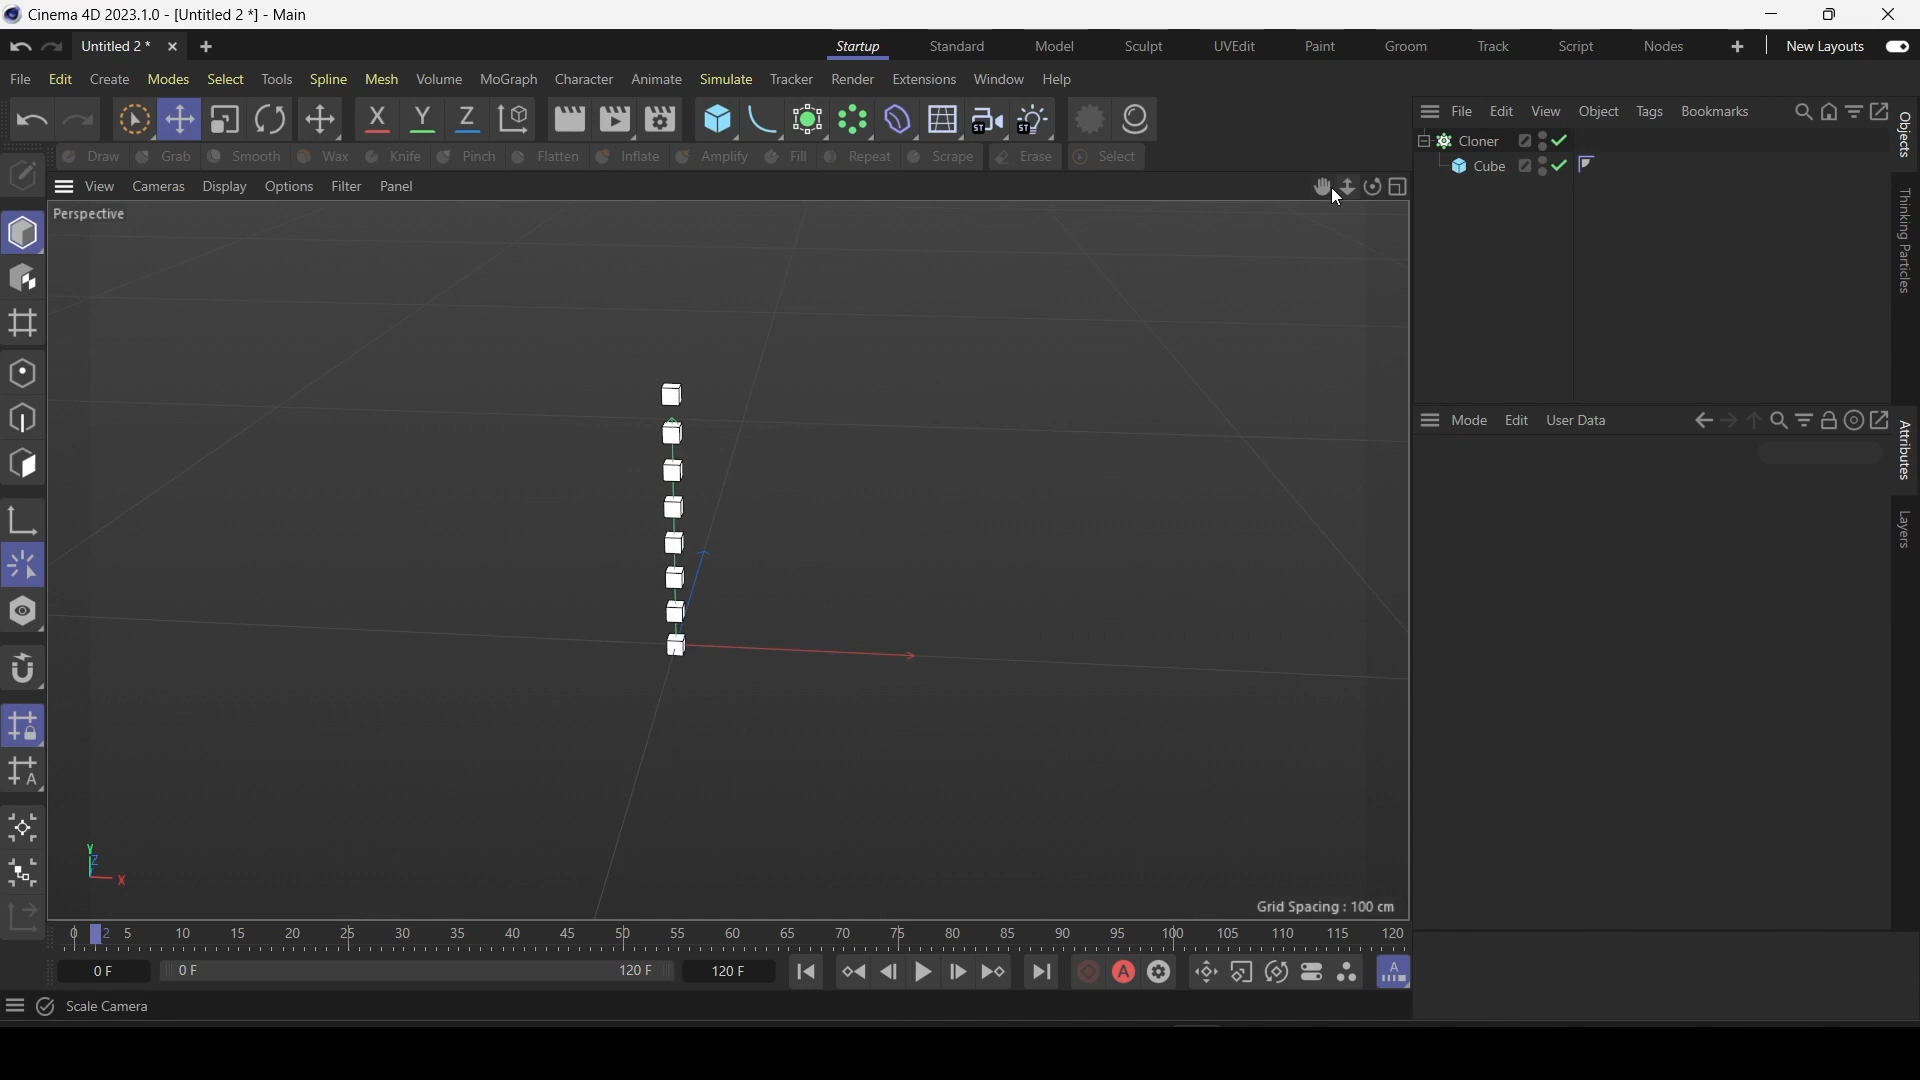 Cinema 4D 2023.1.0 - [Untitled 2 *] - Main
Untitled 2 * Startup Standard Model Sculpt UVEdit Paint Groom Track Script Nodes New Layouts
File Edit Create Modes Select Tools Spline Mesh Volume MoGraph Character Animate Simulate Tracker Render Extensions Window Help
X Y Z ST ST
File Edit View Object Tags Bookmarks
Objects
Cloner
Cube
Draw Grab Smooth Wax Knife Pinch Flatten Inflate Amplify Fill Repeat Scrape Erase Select
View Cameras Display Options Filter Panel
Perspective
Thinking Particles
Mode Edit User Data
Attributes
Layers
A
Y
Z
X
Grid Spacing : 100 cm
0 2 5 10 15 20 25 30 35 40 45 50 55 60 65 70 75 80 85 90 95 100 105 110 115 120
0 F 0 F 120 F 120 F A A
Scale Camera